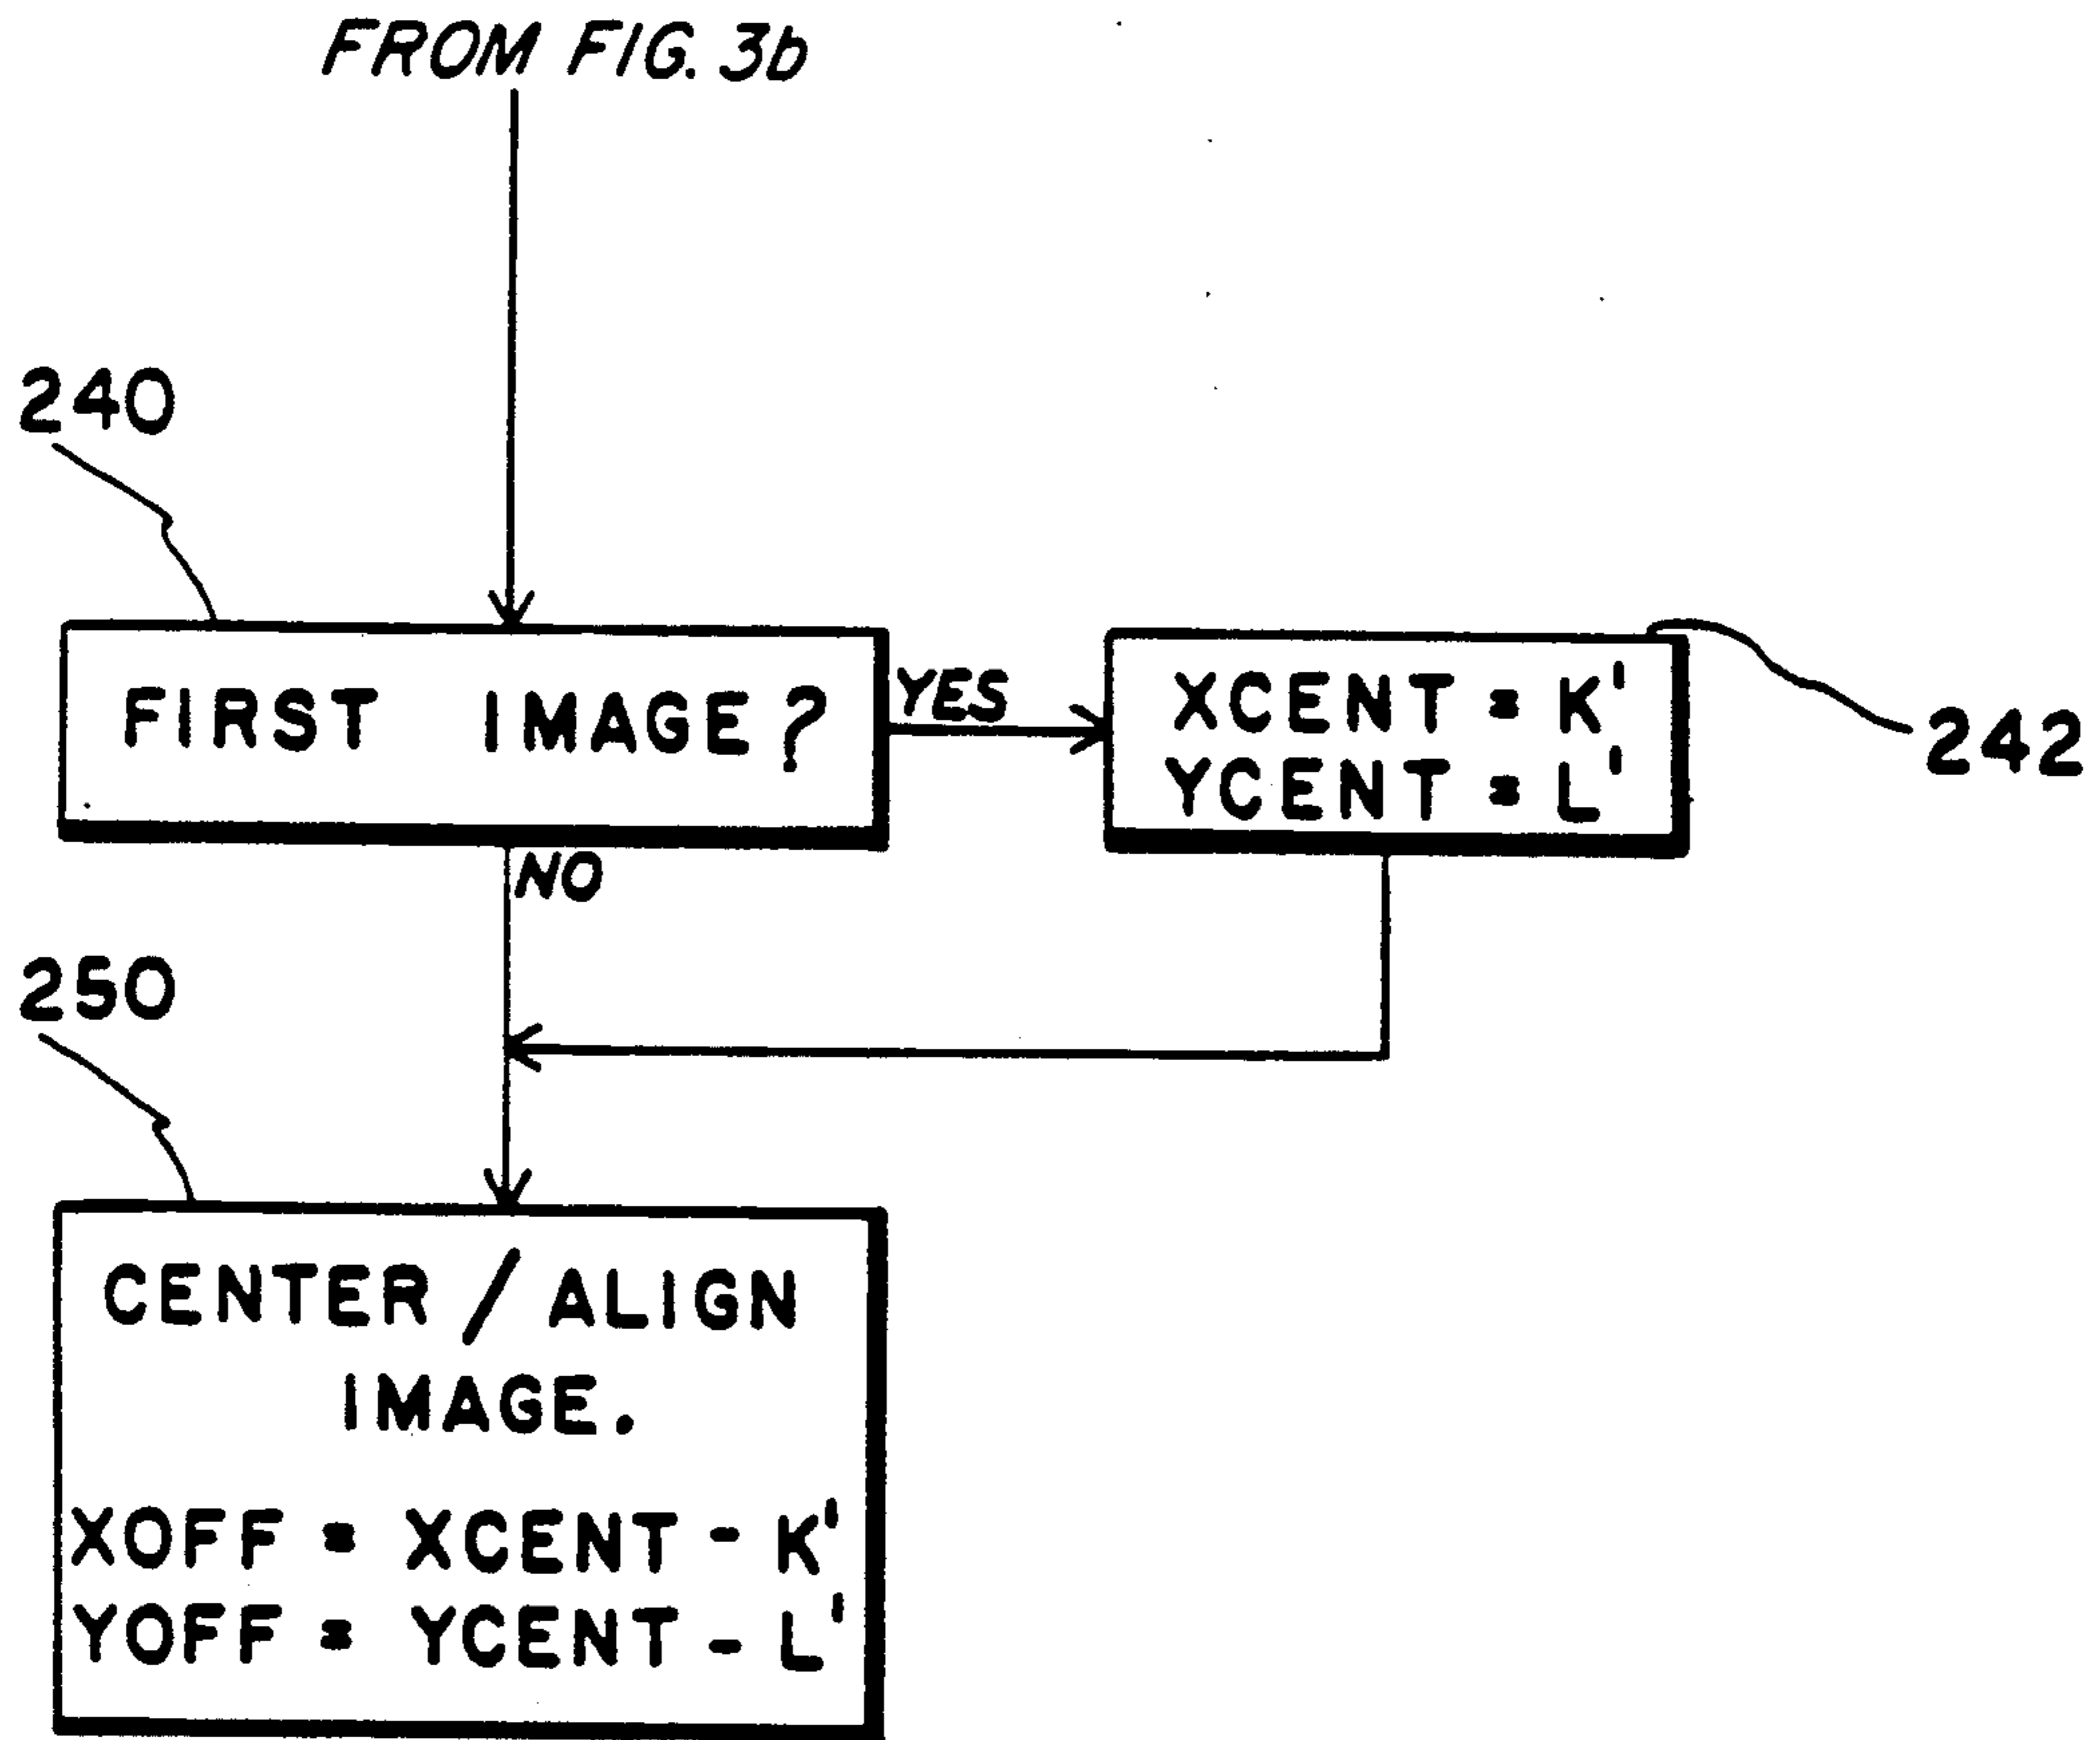 FROM FIG. 3b
240
FIRST IMAGE?
YES
XCENT = K'
YCENT = L'
242
NO
250
CENTER/ALIGN
IMAGE.
XOFF = XCENT - K'
YOFF = YCENT - L'